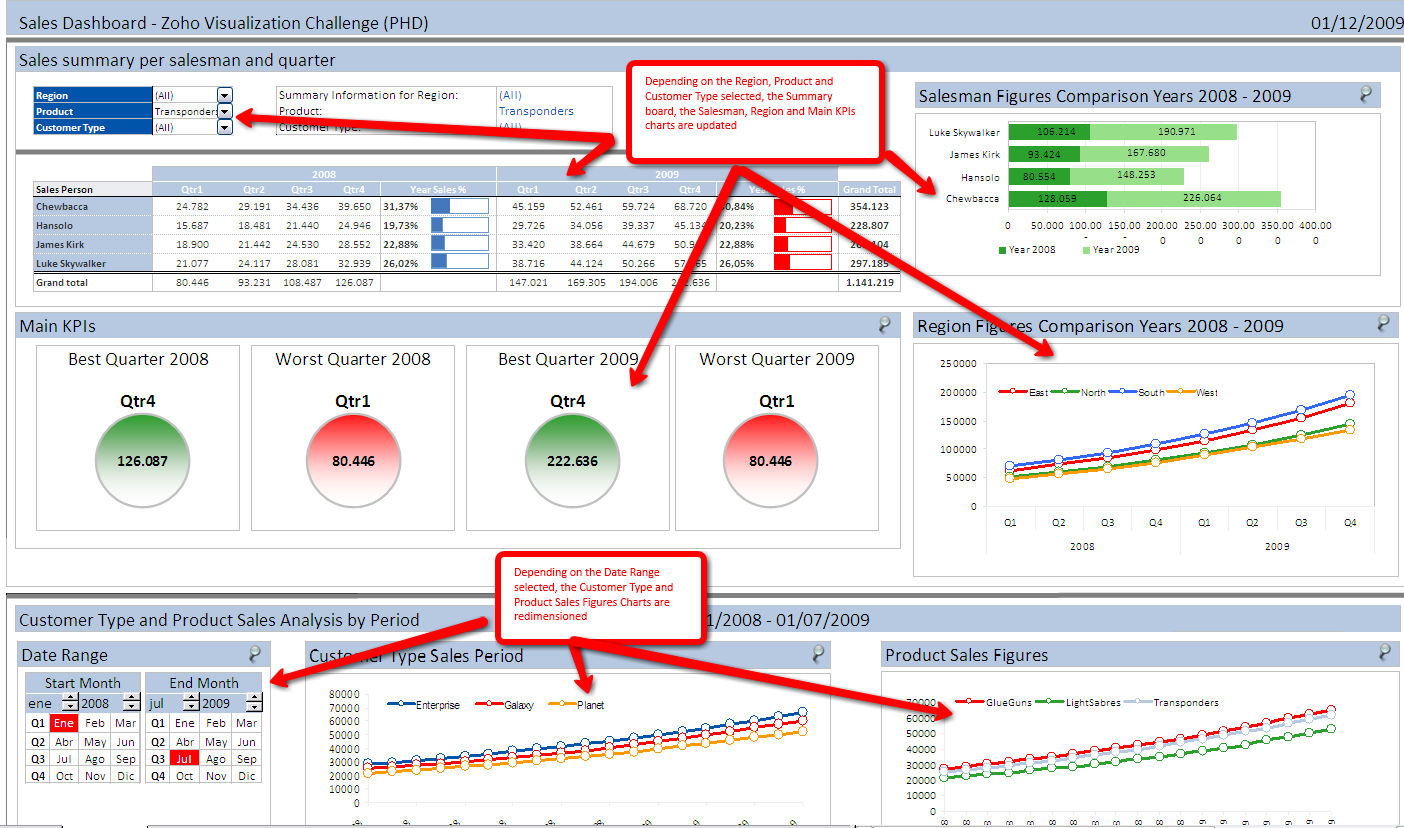 Sales Dashboard - Zoho Visualization Challenge (PHD) 01/12/2009
Sales summary per salesman and quarter
Region (All)
Product Transponders
Customer Type (All)
Summary Information for Region: (All)
Product: Transponders
Customer Type: (All)
Depending on the Region, Product and
Customer Type selected, the Summary
board, the Salesman, Region and Main KPIs
charts are updated
2008 2009
Sales Person Qtr1 Qtr2 Qtr3 Qtr4 Year Sales % Qtr1 Qtr2 Qtr3 Qtr4 Grand Total
Chewbacca 24.782 29.191 34.436 39.650 31,37% 45.159 52.461 59.724 68.720 354.123
Hansolo 15.687 18.481 21.440 24.946 19,73% 29.726 34.056 39.337 45.134 20,23% 228.807
James Kirk 18.900 21.442 24.530 28.552 22,88% 33.420 38.664 44.679 22,88%
Luke Skywalker 21.077 24.117 28.081 32.939 26,02% 38.716 44.124 50.266 26,05% 297.185
Grand total 80.446 93.231 108.487 126.087 147.021 169.305 194.006 1.141.219
Salesman Figures Comparison Years 2008 - 2009
Luke Skywalker 106.214 190.971
James Kirk 93.424 167.680
Hansolo 80.554 148.253
Chewbacca 128.059 226.064
0 50.000 100.00 150.00 200.00 250.00 300.00 350.00 400.00
0 0 0 0 0 0
Year 2008 Year 2009
Main KPIs
Best Quarter 2008
Qtr4
126.087
Worst Quarter 2008
Qtr1
80.446
Best Quarter 2009
Qtr4
222.636
Worst Quarter 2009
Qtr1
80.446
Region Figures Comparison Years 2008 - 2009
East North South West
250000
200000
150000
100000
50000
0
Q1 Q2 Q3 Q4 Q1 Q2 Q3 Q4
2008 2009
Depending on the Date Range
selected, the Customer Type and
Product Sales Figures Charts are
redimensioned
Customer Type and Product Sales Analysis by Period 1/2008 - 01/07/2009
Date Range
Start Month End Month
ene 2008 jul 2009
Q1 Ene Feb Mar Q1 Ene Feb Mar
Q2 Abr May Jun Q2 Abr May Jun
Q3 Jul Ago Sep Q3 Jul Ago Sep
Q4 Oct Nov Dic Q4 Oct Nov Dic
Customer Type Sales Period
Enterprise Galaxy Planet
80000
70000
60000
50000
40000
30000
20000
10000
0
Product Sales Figures
GlueGuns LightSabres Transponders
70000
60000
50000
40000
30000
20000
10000
0